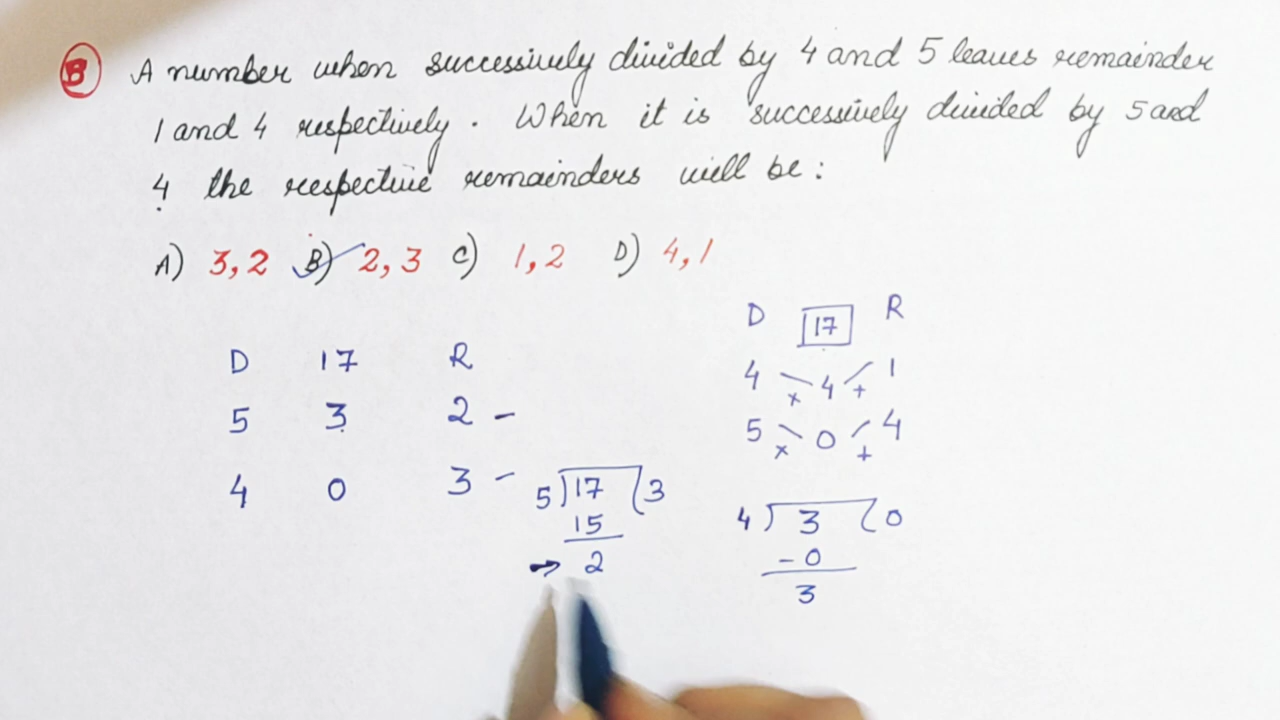 B A number when successively divided by 4 and 5 leaves remainder
1 and 4 respectively. When it is successively divided by 5 and
4 the respective remainders will be:
A) 3,2 B) 2,3 C) 1,2 D) 4,1
D 17 R
5 3 2 -
4 0 3 -
5)17(3
15
→ 2
D 17 R
4 × 4 + 1
5 × 0 + 4
4)3(0
-0
3